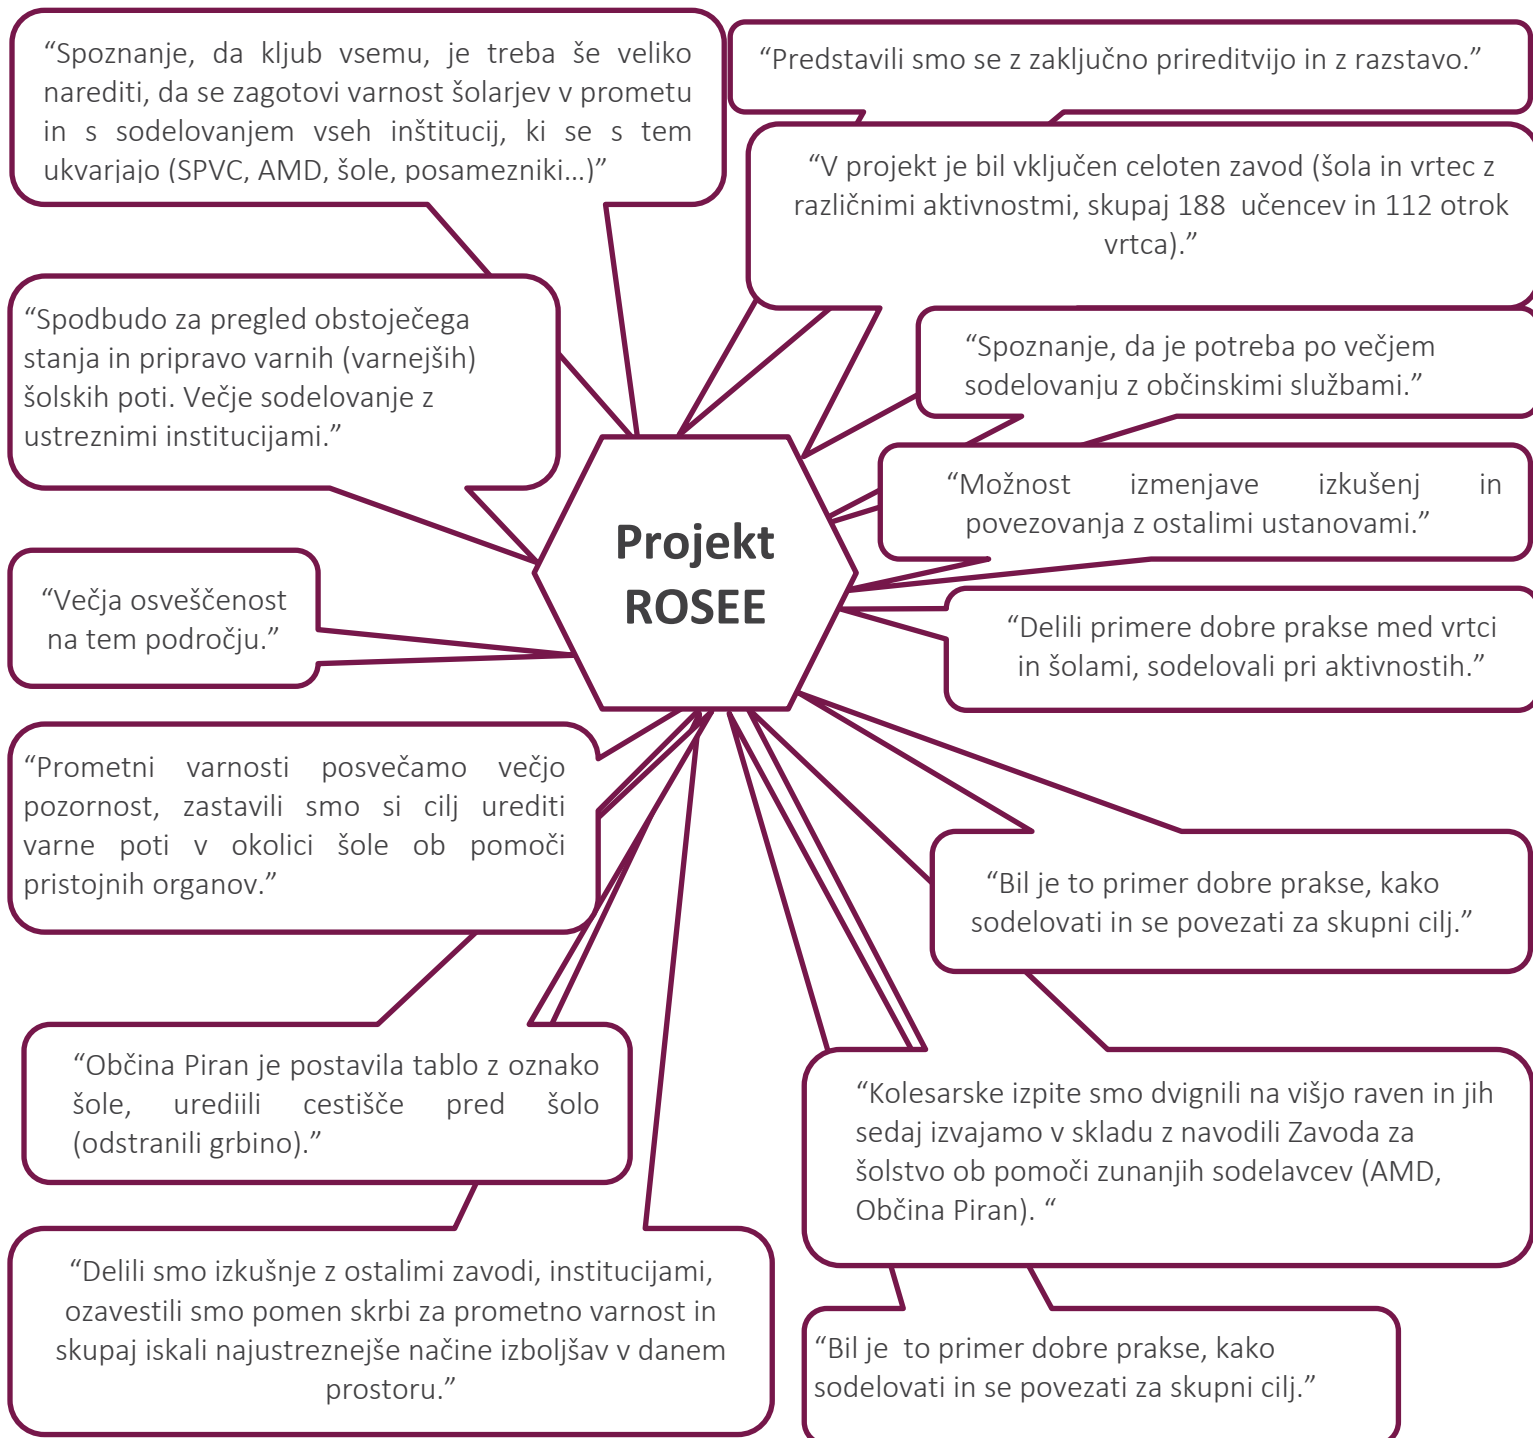 “Spoznanje, da kljub vsemu, je treba še veliko
narediti, da se zagotovi varnost šolarjev v prometu
in s sodelovanjem vseh inštitucij, ki se s tem
ukvarjajo (SPVC, AMD, šole, posamezniki…)”
“Predstavili smo se z zaključno prireditvijo in z razstavo.”
“V projekt je bil vključen celoten zavod (šola in vrtec z
različnimi aktivnostmi, skupaj 188 učencev in 112 otrok
vrtca).”
“Spodbudo za pregled obstoječega
stanja in pripravo varnih (varnejših)
šolskih poti. Večje sodelovanje z
ustreznimi institucijami.”
“Spoznanje, da je potreba po večjem
sodelovanju z občinskimi službami.”
“Možnost izmenjave izkušenj in
povezovanja z ostalimi ustanovami.”
Projekt
ROSEE
“Večja osveščenost
na tem področju.”
“Delili primere dobre prakse med vrtci
in šolami, sodelovali pri aktivnostih.”
“Prometni varnosti posvečamo večjo
pozornost, zastavili smo si cilj urediti
varne poti v okolici šole ob pomoči
pristojnih organov.”
“Bil je to primer dobre prakse, kako
sodelovati in se povezati za skupni cilj.”
“Občina Piran je postavila tablo z oznako
šole, urediili cestišče pred šolo
(odstranili grbino).”
“Kolesarske izpite smo dvignili na višjo raven in jih
sedaj izvajamo v skladu z navodili Zavoda za
šolstvo ob pomoči zunanjih sodelavcev (AMD,
Občina Piran). “
“Delili smo izkušnje z ostalimi zavodi, institucijami,
ozavestili smo pomen skrbi za prometno varnost in
skupaj iskali najustreznejše načine izboljšav v danem
prostoru.”
“Bil je  to primer dobre prakse, kako
sodelovati in se povezati za skupni cilj.”